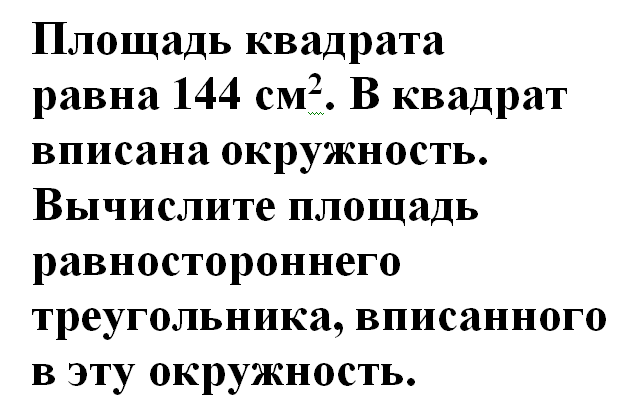 Площадь квадрата
равна 144 см². В квадрат
вписана окружность.
Вычислите площадь
равностороннего
треугольника, вписанного
в эту окружность.